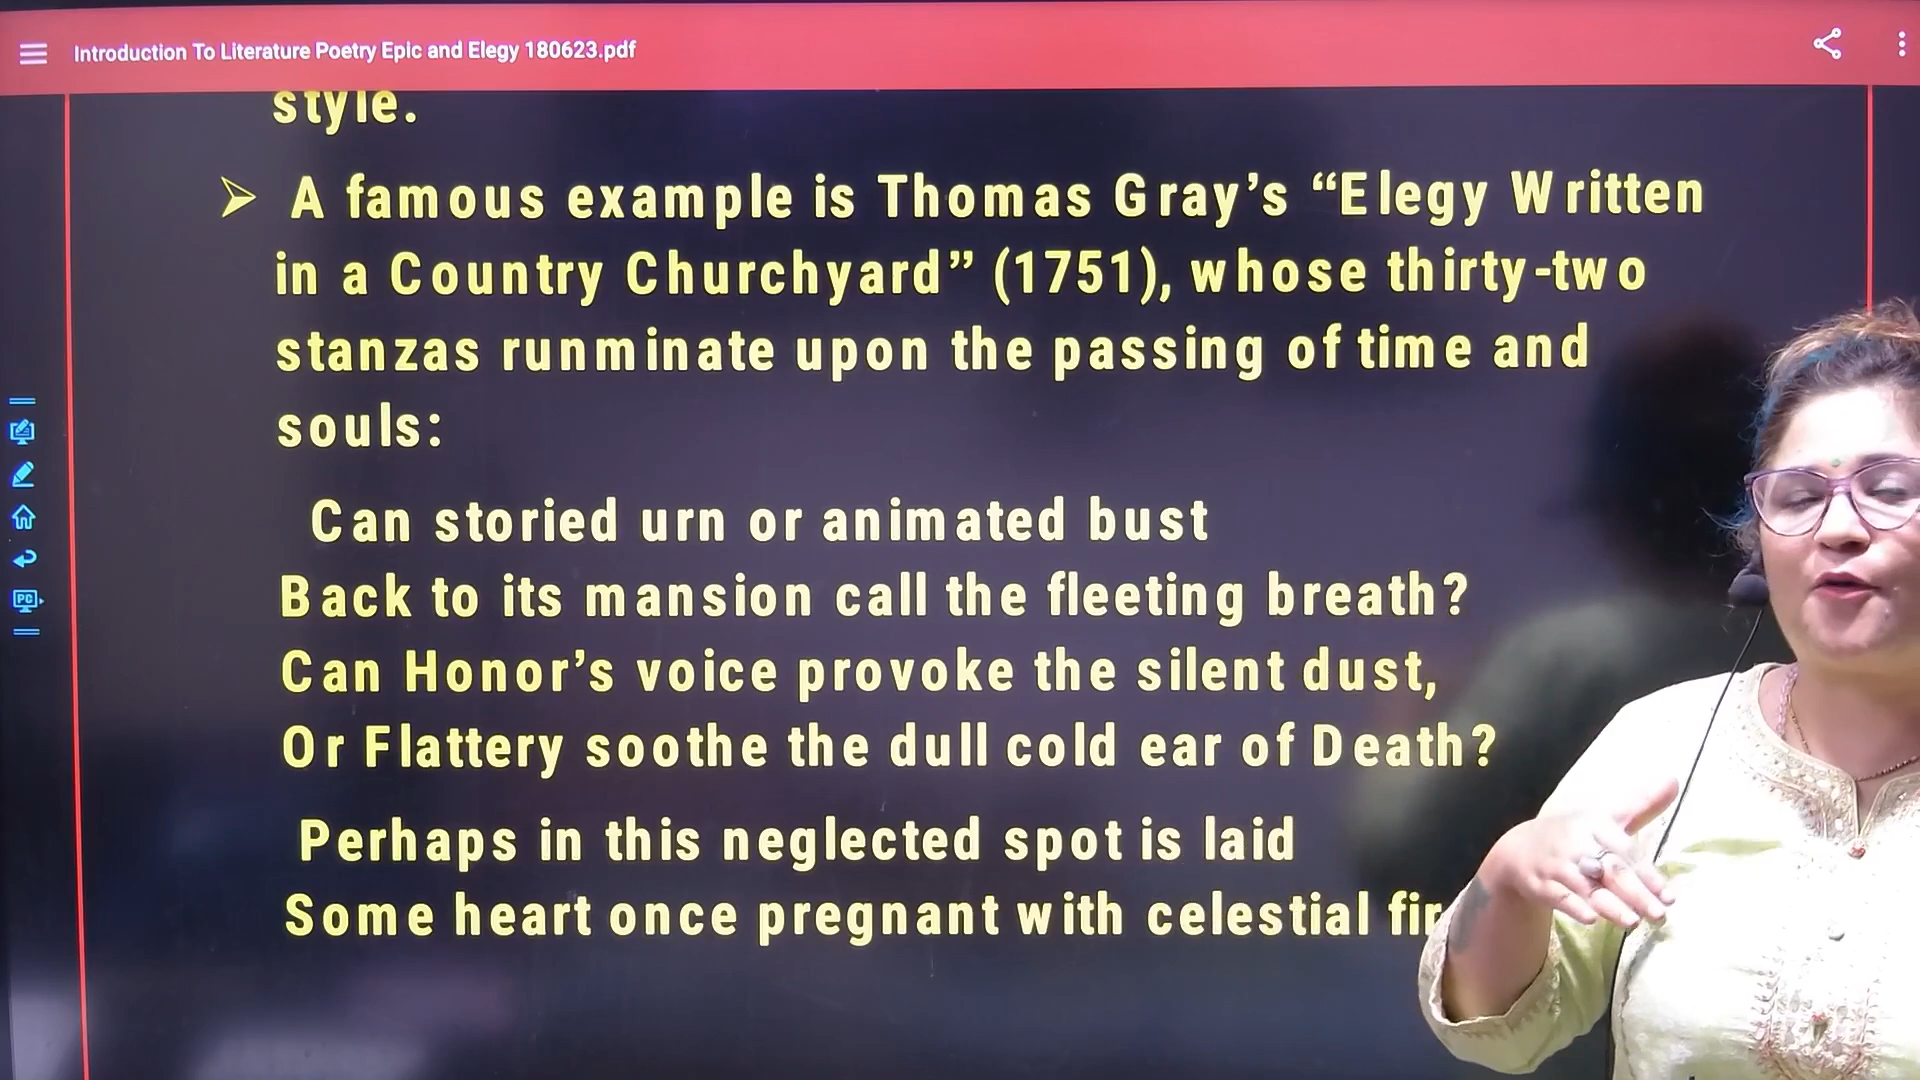 Introduction To Literature Poetry Epic and Elegy 180623.pdf
style.
➢ A famous example is Thomas Gray’s “Elegy Written
in a Country Churchyard” (1751), whose thirty-two
stanzas runminate upon the passing of time and
souls:
Can storied urn or animated bust
Back to its mansion call the fleeting breath?
Can Honor’s voice provoke the silent dust,
Or Flattery soothe the dull cold ear of Death?
Perhaps in this neglected spot is laid
Some heart once pregnant with celestial fir
PC